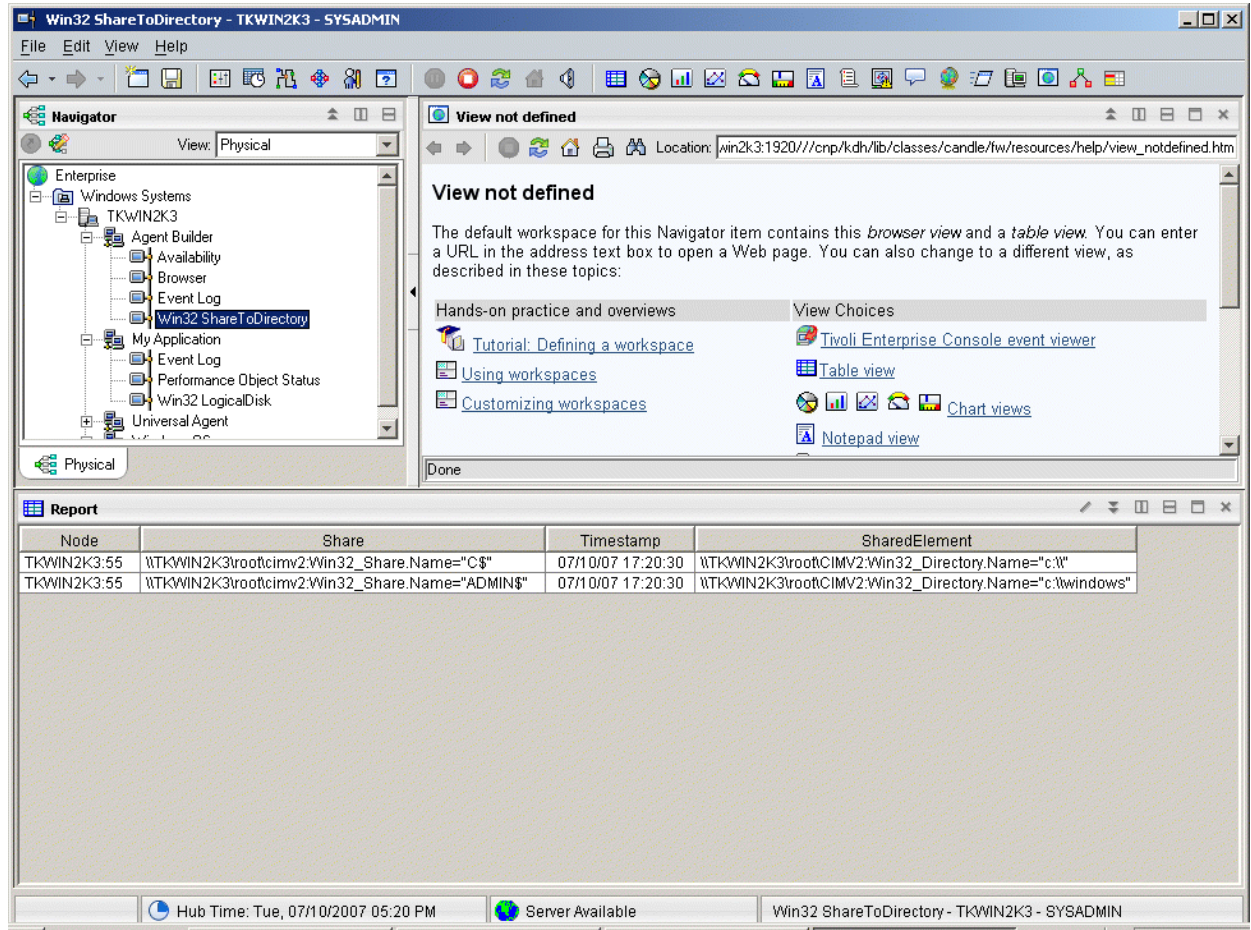 Win32 ShareToDirectory - TKWIN2K3 - SYSADMIN
File Edit View Help
Navigator
View: Physical
Enterprise
Windows Systems
TKWIN2K3
Agent Builder
Availability
Browser
Event Log
Win32 ShareToDirectory
My Application
Event Log
Performance Object Status
Win32 LogicalDisk
Universal Agent
Physical
View not defined
Location: win2k3:1920///cnp/kdh/lib/classes/candle/fw/resources/help/view_notdefined.htm
View not defined
The default workspace for this Navigator item contains this browser view and a table view. You can enter
a URL in the address text box to open a Web page. You can also change to a different view, as
described in these topics:
Hands-on practice and overviews View Choices
Tutorial: Defining a workspace Tivoli Enterprise Console event viewer
Using workspaces Table view
Customizing workspaces Chart views
Notepad view
Done
Report
Node Share Timestamp SharedElement
TKWIN2K3:55 \\TKWIN2K3\root\cimv2:Win32_Share.Name="C$" 07/10/07 17:20:30 \\TKWIN2K3\root\CIMV2:Win32_Directory.Name="c:\\"
TKWIN2K3:55 \\TKWIN2K3\root\cimv2:Win32_Share.Name="ADMIN$" 07/10/07 17:20:30 \\TKWIN2K3\root\CIMV2:Win32_Directory.Name="c:\\windows"
Hub Time: Tue, 07/10/2007 05:20 PM Server Available Win32 ShareToDirectory - TKWIN2K3 - SYSADMIN